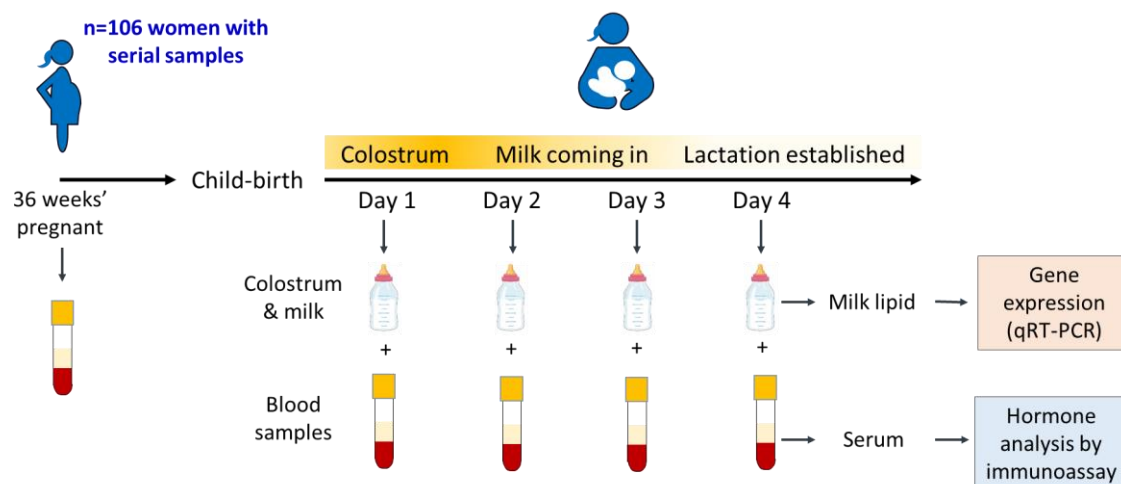 n=106 women with
serial samples
Colostrum
Milk coming in
Lactation established
36 weeks'
pregnant
Child-birth
Day 1
Day 2
Day 3
Day 4
Colostrum
& milk
Milk lipid
Gene
expression
(qRT-PCR)
+
+
+
+
Blood
samples
Serum
Hormone
analysis by
immunoassay